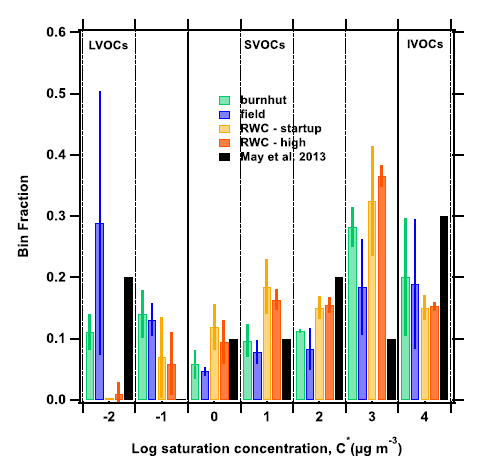 0.6
0.5
0.4
0.3
0.2
0.1
0.0
Bin Fraction
LVOCs
SVOCs
IVOCs
burnhut
field
RWC - startup
RWC - high
May et al. 2013
-2
-1
0
1
2
3
4
Log saturation concentration, C*(µg m-3)